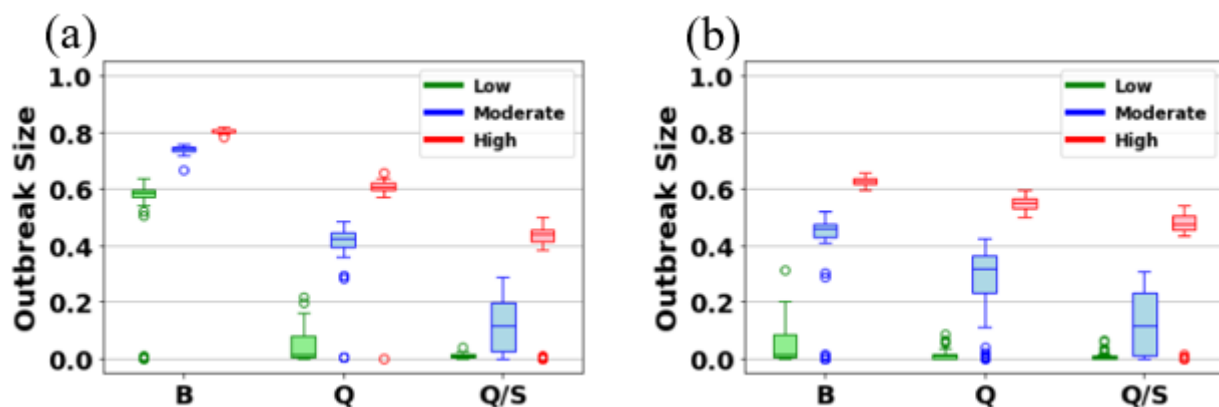 (a)
Outbreak Size
1.0
0.8
0.6
0.4
0.2
0.0
Low
Moderate
High
B
Q
Q/S
(b)
Outbreak Size
1.0
0.8
0.6
0.4
0.2
0.0
Low
Moderate
High
B
Q
Q/S